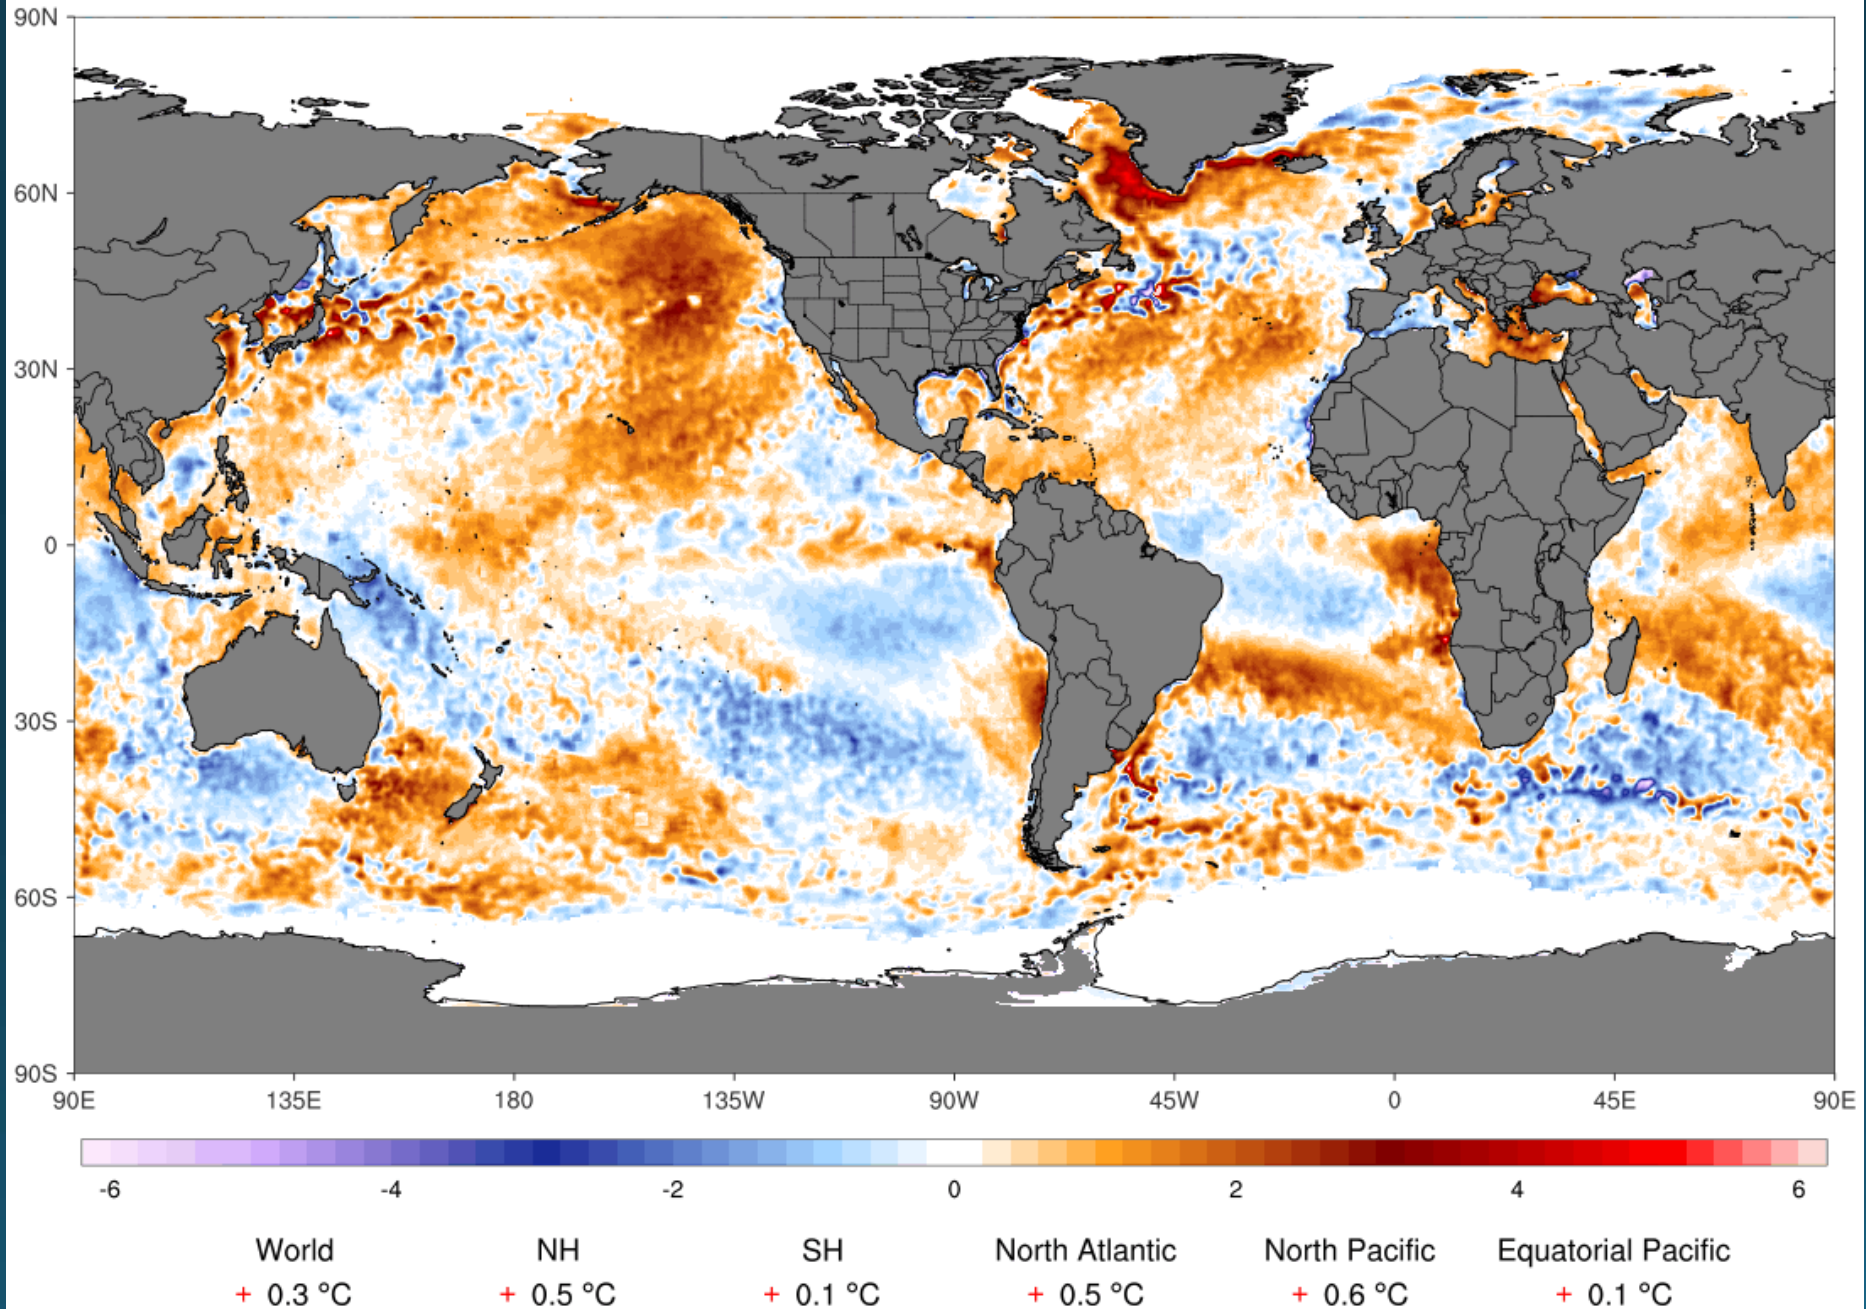 90N
60N
30N
0
30S
60S
90S
90E 135E 180 135W 90W 45W 0 45E 90E
-6 -4 -2 0 2 4 6
World NH SH North Atlantic North Pacific Equatorial Pacific
+ 0.3 °C + 0.5 °C + 0.1 °C + 0.5 °C + 0.6 °C + 0.1 °C